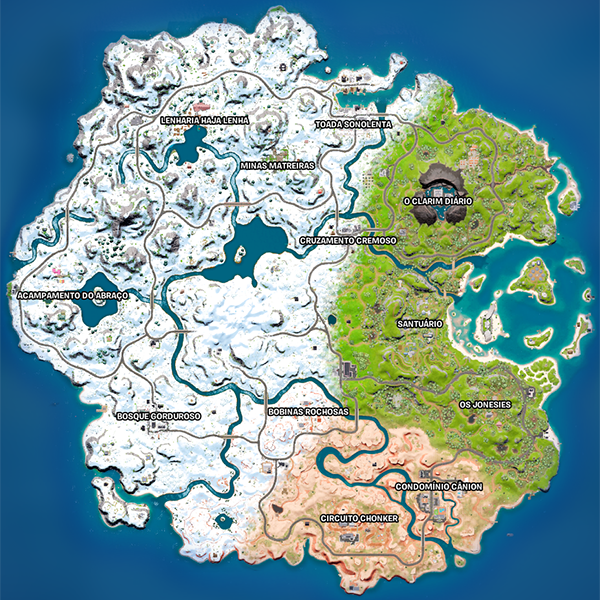 LENHARIA HAJA LENHA
TOADA SONOLENTA
MINAS MATREIRAS
O CLARIM DIÁRIO
CRUZAMENTO CREMOSO
ACAMPAMENTO DO ABRAÇO
SANTUÁRIO
OS JONESIES
BOSQUE GORDUROSO
BOBINAS ROCHOSAS
CONDOMÍNIO CÂNION
CIRCUITO CHONKER